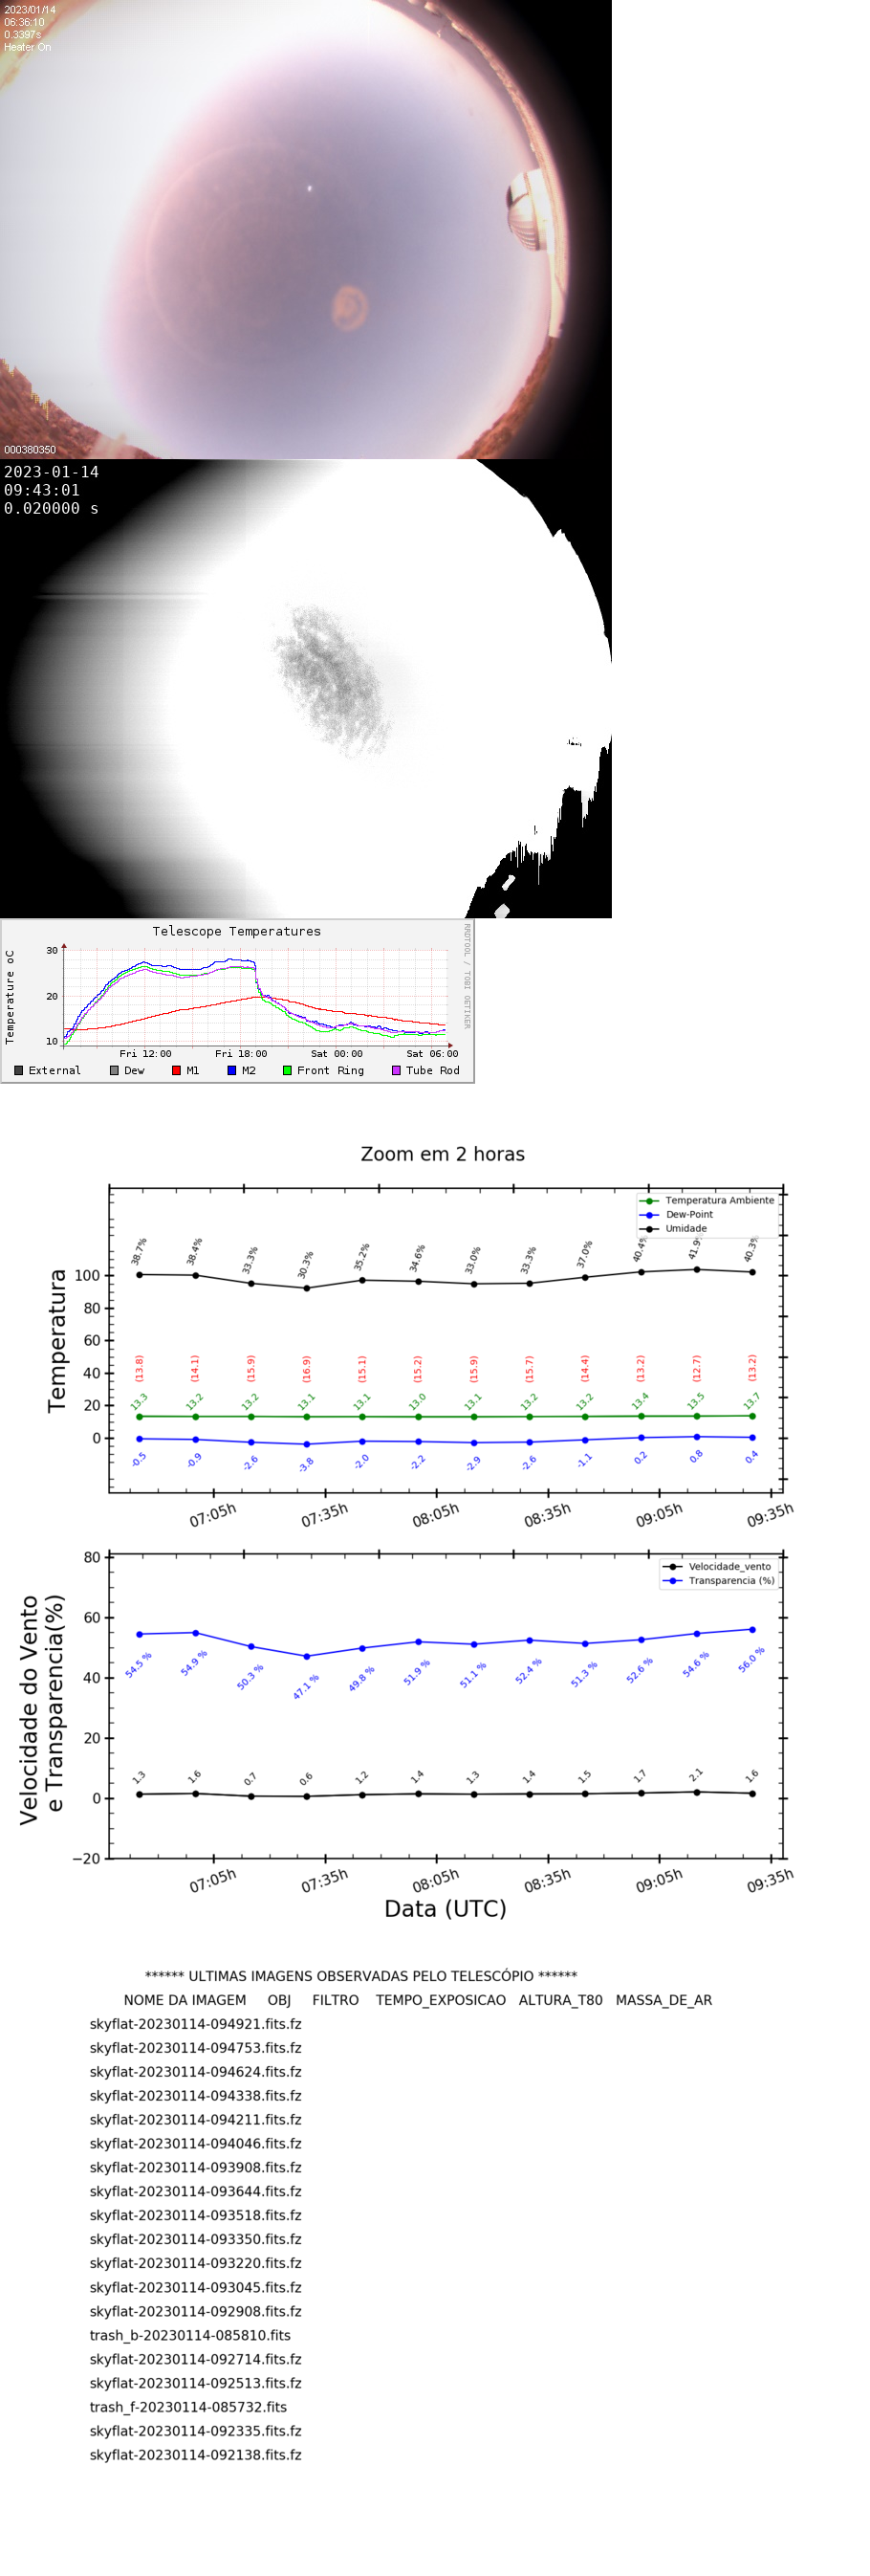 2023/01/14
06:36:10
0.3397s
Heater On
000380350
2023-01-14
09:43:01
0.020000 s
Telescope Temperatures
Temperature oC
30
20
10
Fri 12:00 Fri 18:00 Sat 00:00 Sat 06:00
External Dew M1 M2 Front Ring Tube Rod
RRDTOOL / TOBI OETIKER
Zoom em 2 horas
Temperatura Ambiente
Dew-Point
Umidade
Temperatura
100
80
60
40
20
0
38.7% 38.4% 33.3% 30.3% 35.2% 34.6% 33.0% 33.3% 37.0% 40.4% 41.9% 40.3%
(13.8) (14.1) (15.9) (16.9) (15.1) (15.2) (15.9) (15.7) (14.4) (13.2) (12.7) (13.2)
13.3 13.2 13.2 13.1 13.1 13.0 13.1 13.2 13.2 13.4 13.5 13.7
-0.5 -0.9 -2.6 -3.8 -2.0 -2.2 -2.9 -2.6 -1.1 0.2 0.8 0.4
07:05h 07:35h 08:05h 08:35h 09:05h 09:35h
Velocidade_vento
Transparencia (%)
Velocidade do Vento
e Transparencia(%)
80
60
40
20
0
−20
54.5 % 54.9 % 50.3 % 47.1 % 49.8 % 51.9 % 51.1 % 52.4 % 51.3 % 52.6 % 54.6 % 56.0 %
1.3 1.6 0.7 0.6 1.2 1.4 1.3 1.4 1.5 1.7 2.1 1.6
07:05h 07:35h 08:05h 08:35h 09:05h 09:35h
Data (UTC)
****** ULTIMAS IMAGENS OBSERVADAS PELO TELESCÓPIO ******
NOME DA IMAGEM OBJ FILTRO TEMPO_EXPOSICAO ALTURA_T80 MASSA_DE_AR
skyflat-20230114-094921.fits.fz
skyflat-20230114-094753.fits.fz
skyflat-20230114-094624.fits.fz
skyflat-20230114-094338.fits.fz
skyflat-20230114-094211.fits.fz
skyflat-20230114-094046.fits.fz
skyflat-20230114-093908.fits.fz
skyflat-20230114-093644.fits.fz
skyflat-20230114-093518.fits.fz
skyflat-20230114-093350.fits.fz
skyflat-20230114-093220.fits.fz
skyflat-20230114-093045.fits.fz
skyflat-20230114-092908.fits.fz
trash_b-20230114-085810.fits
skyflat-20230114-092714.fits.fz
skyflat-20230114-092513.fits.fz
trash_f-20230114-085732.fits
skyflat-20230114-092335.fits.fz
skyflat-20230114-092138.fits.fz